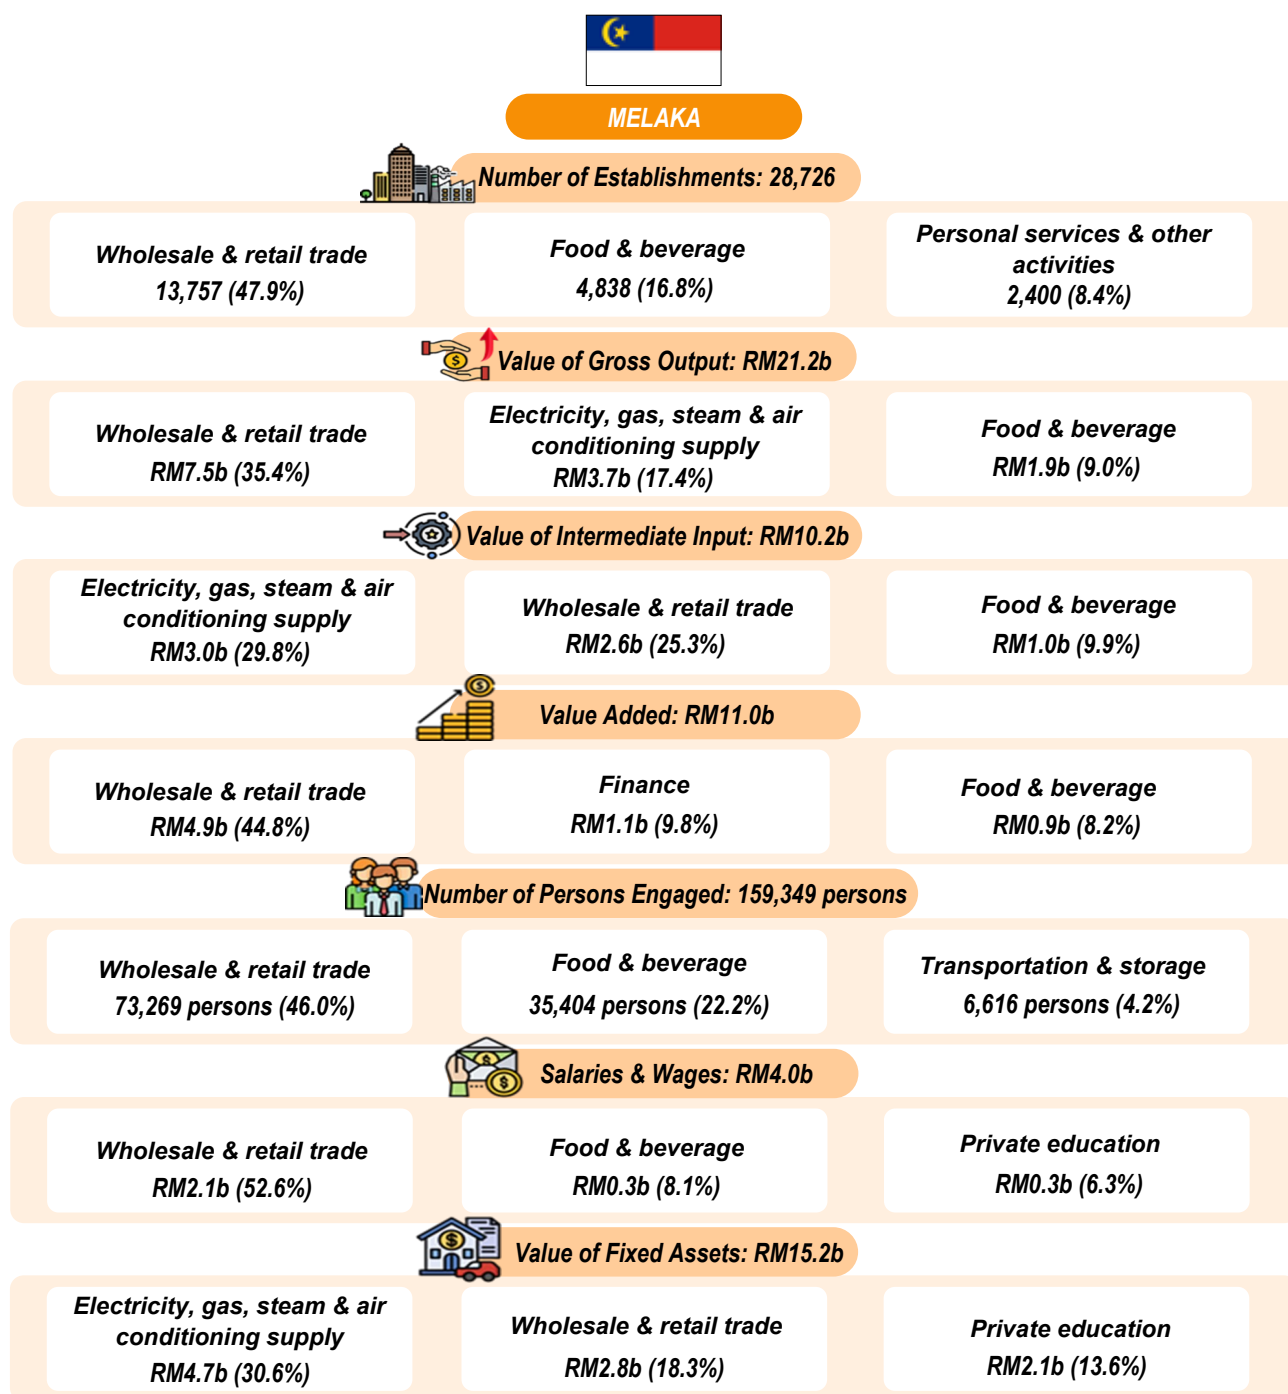 MELAKA
Number of Establishments: 28,726
Wholesale & retail trade
13,757 (47.9%)
Food & beverage
4,838 (16.8%)
Personal services & other
activities
2,400 (8.4%)
Value of Gross Output: RM21.2b
Wholesale & retail trade
RM7.5b (35.4%)
Electricity, gas, steam & air
conditioning supply
RM3.7b (17.4%)
Food & beverage
RM1.9b (9.0%)
Value of Intermediate Input: RM10.2b
Electricity, gas, steam & air
conditioning supply
RM3.0b (29.8%)
Wholesale & retail trade
RM2.6b (25.3%)
Food & beverage
RM1.0b (9.9%)
Value Added: RM11.0b
Wholesale & retail trade
RM4.9b (44.8%)
Finance
RM1.1b (9.8%)
Food & beverage
RM0.9b (8.2%)
Number of Persons Engaged: 159,349 persons
Wholesale & retail trade
73,269 persons (46.0%)
Food & beverage
35,404 persons (22.2%)
Transportation & storage
6,616 persons (4.2%)
Salaries & Wages: RM4.0b
Wholesale & retail trade
RM2.1b (52.6%)
Food & beverage
RM0.3b (8.1%)
Private education
RM0.3b (6.3%)
Value of Fixed Assets: RM15.2b
Electricity, gas, steam & air
conditioning supply
RM4.7b (30.6%)
Wholesale & retail trade
RM2.8b (18.3%)
Private education
RM2.1b (13.6%)